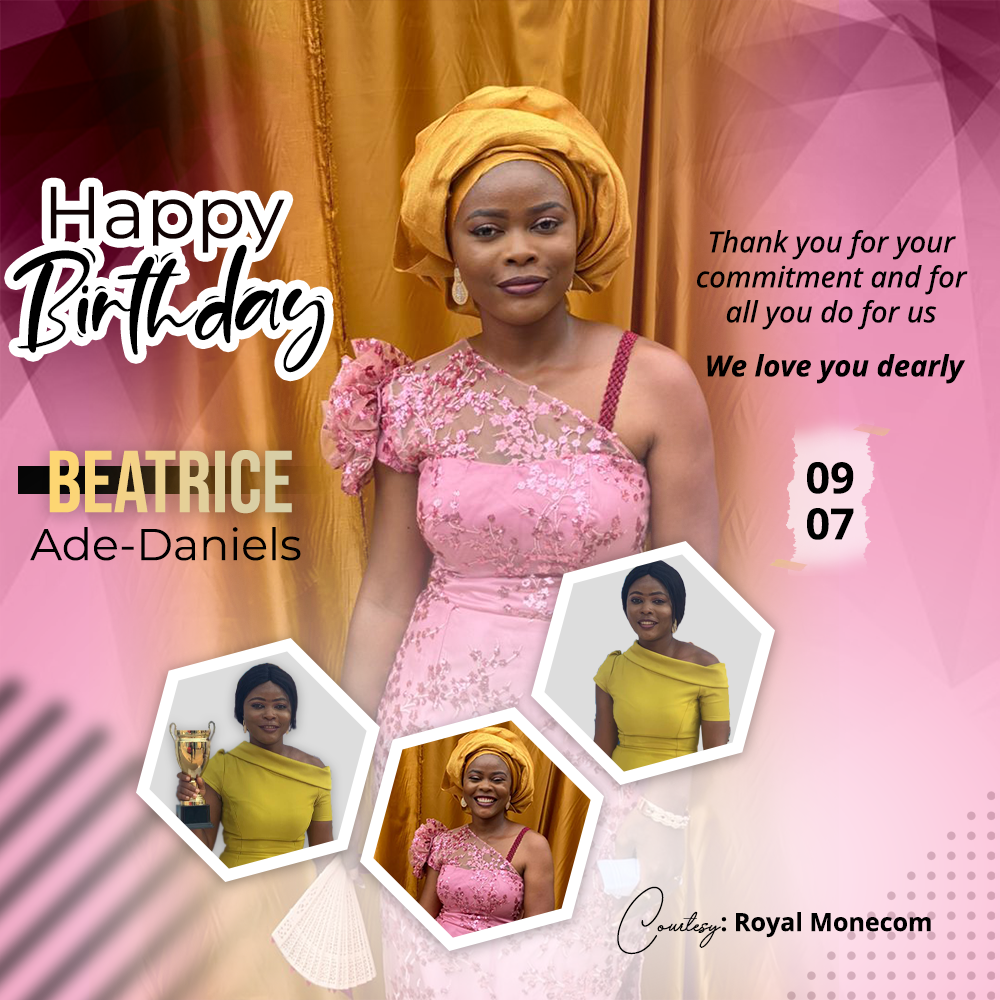 Happy
Birthday
BEATRICE
Ade-Daniels
Thank you for your
commitment and for
all you do for us
We love you dearly
09
07
Courtesy: Royal Monecom